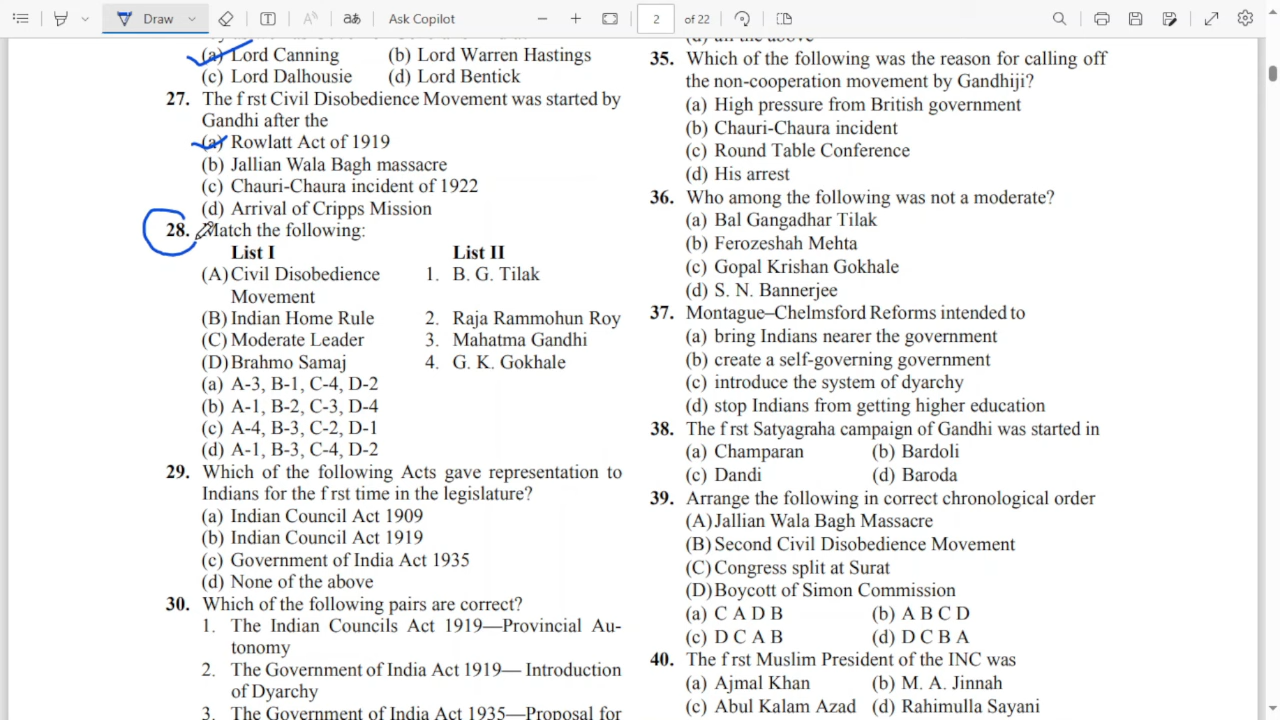 Draw
Ask Copilot
2 of 22
(a) Lord Canning (b) Lord Warren Hastings
(c) Lord Dalhousie (d) Lord Bentick
27. The f rst Civil Disobedience Movement was started by
Gandhi after the
(a) Rowlatt Act of 1919
(b) Jallian Wala Bagh massacre
(c) Chauri-Chaura incident of 1922
(d) Arrival of Cripps Mission
28. Match the following:
List I List II
(A) Civil Disobedience 1. B. G. Tilak
Movement
(B) Indian Home Rule 2. Raja Rammohun Roy
(C) Moderate Leader 3. Mahatma Gandhi
(D) Brahmo Samaj 4. G. K. Gokhale
(a) A-3, B-1, C-4, D-2
(b) A-1, B-2, C-3, D-4
(c) A-4, B-3, C-2, D-1
(d) A-1, B-3, C-4, D-2
29. Which of the following Acts gave representation to
Indians for the f rst time in the legislature?
(a) Indian Council Act 1909
(b) Indian Council Act 1919
(c) Government of India Act 1935
(d) None of the above
30. Which of the following pairs are correct?
1. The Indian Councils Act 1919—Provincial Au-
tonomy
2. The Government of India Act 1919— Introduction
of Dyarchy
3. The Government of India Act 1935—Proposal for
(d) all the above
35. Which of the following was the reason for calling off
the non-cooperation movement by Gandhiji?
(a) High pressure from British government
(b) Chauri-Chaura incident
(c) Round Table Conference
(d) His arrest
36. Who among the following was not a moderate?
(a) Bal Gangadhar Tilak
(b) Ferozeshah Mehta
(c) Gopal Krishan Gokhale
(d) S. N. Bannerjee
37. Montague–Chelmsford Reforms intended to
(a) bring Indians nearer the government
(b) create a self-governing government
(c) introduce the system of dyarchy
(d) stop Indians from getting higher education
38. The f rst Satyagraha campaign of Gandhi was started in
(a) Champaran (b) Bardoli
(c) Dandi (d) Baroda
39. Arrange the following in correct chronological order
(A) Jallian Wala Bagh Massacre
(B) Second Civil Disobedience Movement
(C) Congress split at Surat
(D) Boycott of Simon Commission
(a) C A D B (b) A B C D
(c) D C A B (d) D C B A
40. The f rst Muslim President of the INC was
(a) Ajmal Khan (b) M. A. Jinnah
(c) Abul Kalam Azad (d) Rahimulla Sayani